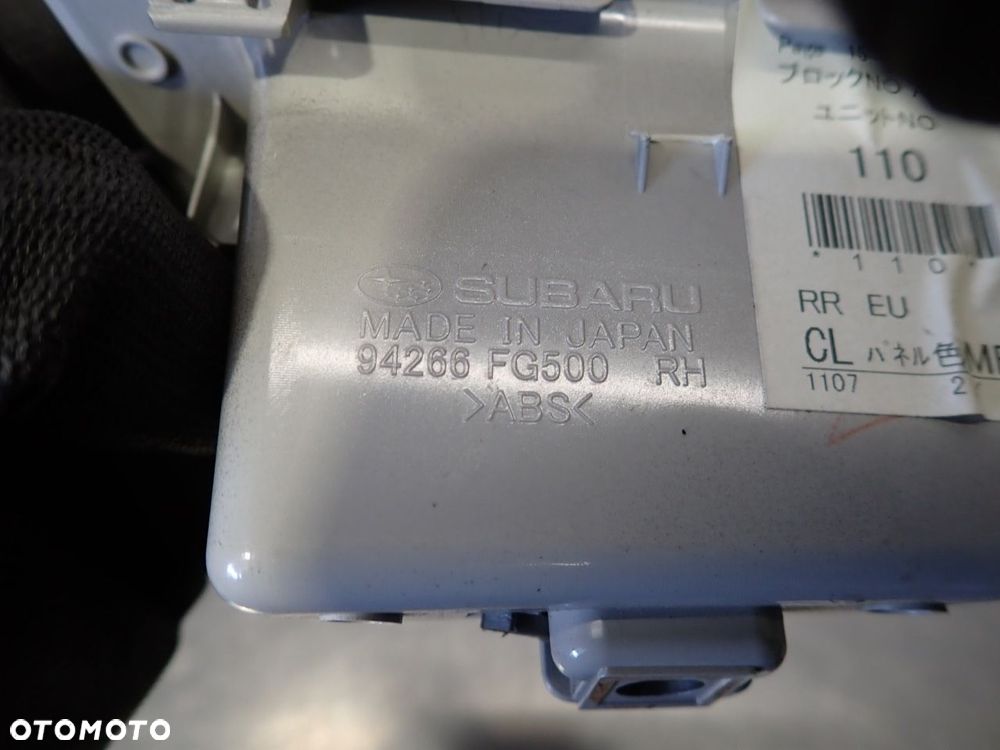 ブロックNO
ユニットNO
110
*110*
RR EU
CL パネル色
1107 2
SUBARU
MADE IN JAPAN
94266 FG500 RH
>ABS<
OTOMOTO